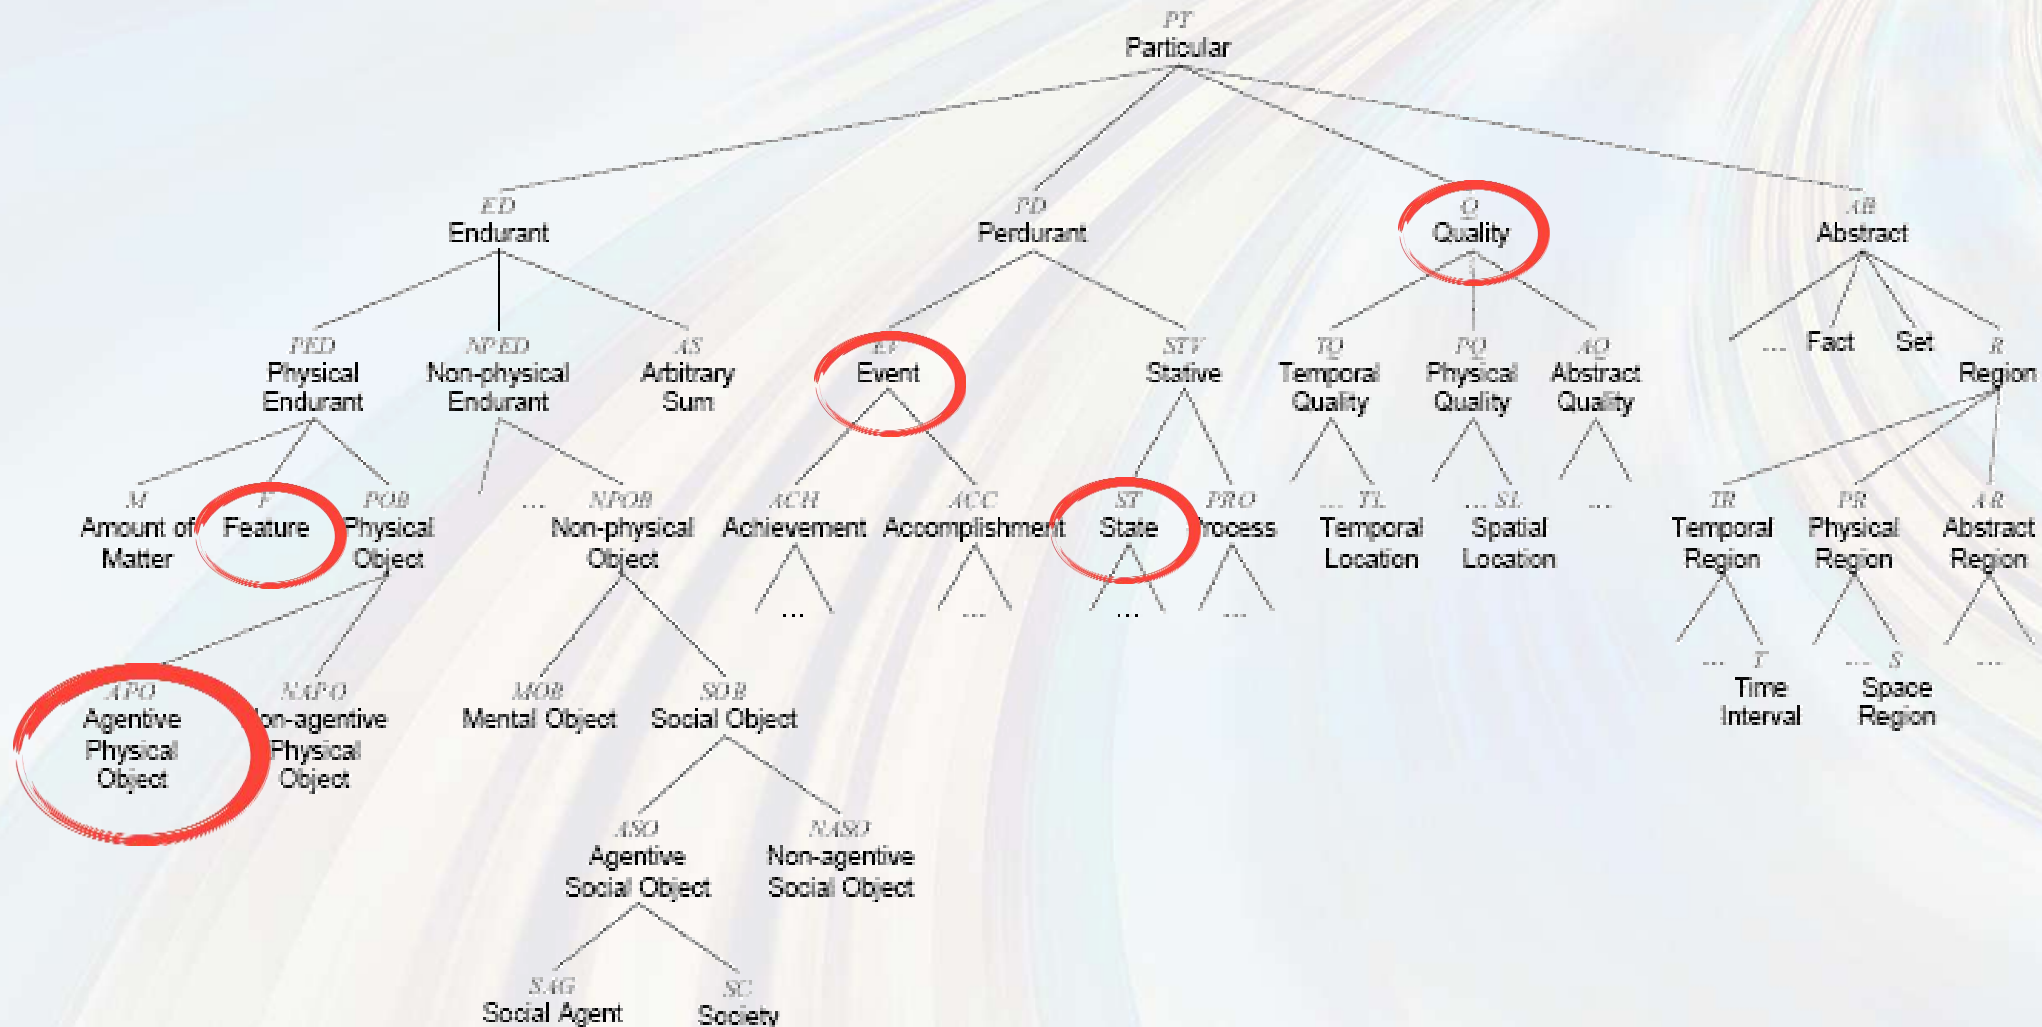 PT
Particular
ED
Endurant
PD
Perdurant
Q
Quality
AB
Abstract
PED
Physical
Endurant
NPED
Non-physical
Endurant
AS
Arbitrary
Sum
EV
Event
STV
Stative
TQ
Temporal
Quality
PQ
Physical
Quality
AQ
Abstract
Quality
...
Fact
Set
R
Region
M
Amount of
Matter
F
Feature
POB
Physical
Object
...
NPOB
Non-physical
Object
ACH
Achievement
...
ACC
Accomplishment
...
ST
State
...
PRO
Process
...
... TL
Temporal
Location
... SL
Spatial
Location
...
TR
Temporal
Region
PR
Physical
Region
AR
Abstract
Region
APO
Agentive
Physical
Object
NAPO
Non-agentive
Physical
Object
MOB
Mental Object
SOB
Social Object
... T
Time
Interval
... S
Space
Region
...
ASO
Agentive
Social Object
NASO
Non-agentive
Social Object
SAG
Social Agent
SC
Society